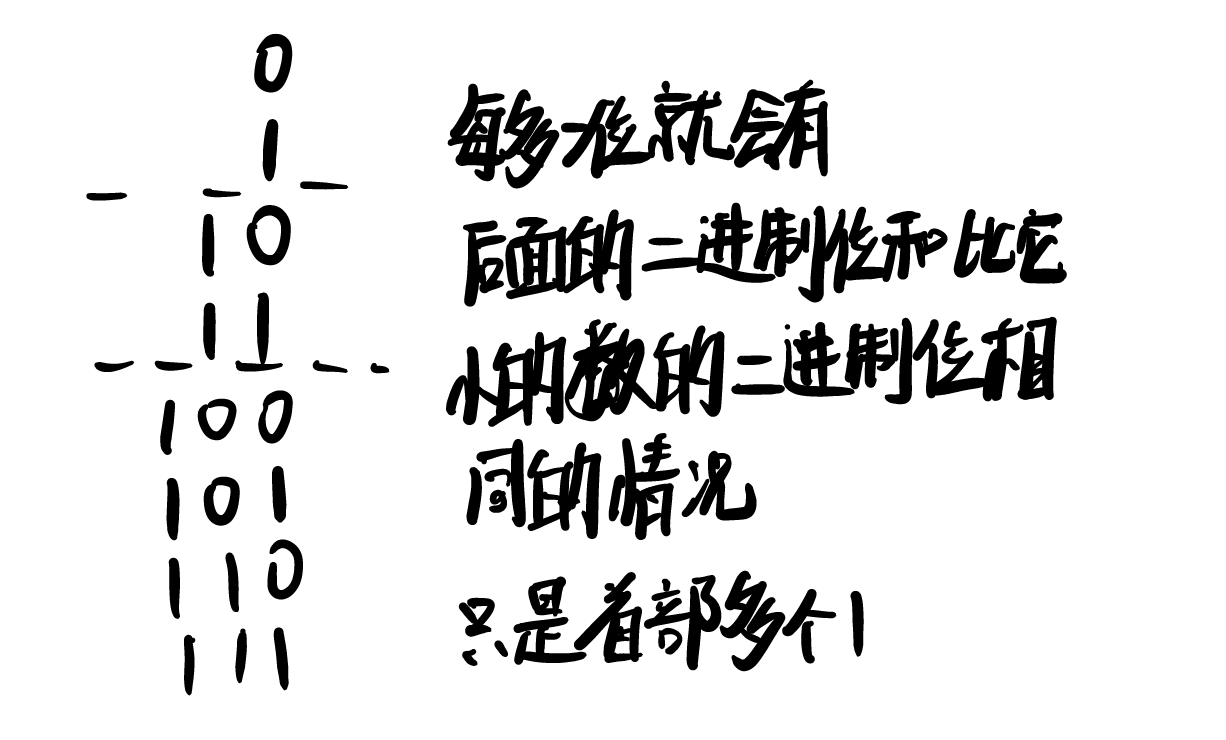 0
1
10
11
100
101
110
111
每多一位就会有
后面的二进制位和比它
小的数的二进制位相
同的情况
只是首部多个1